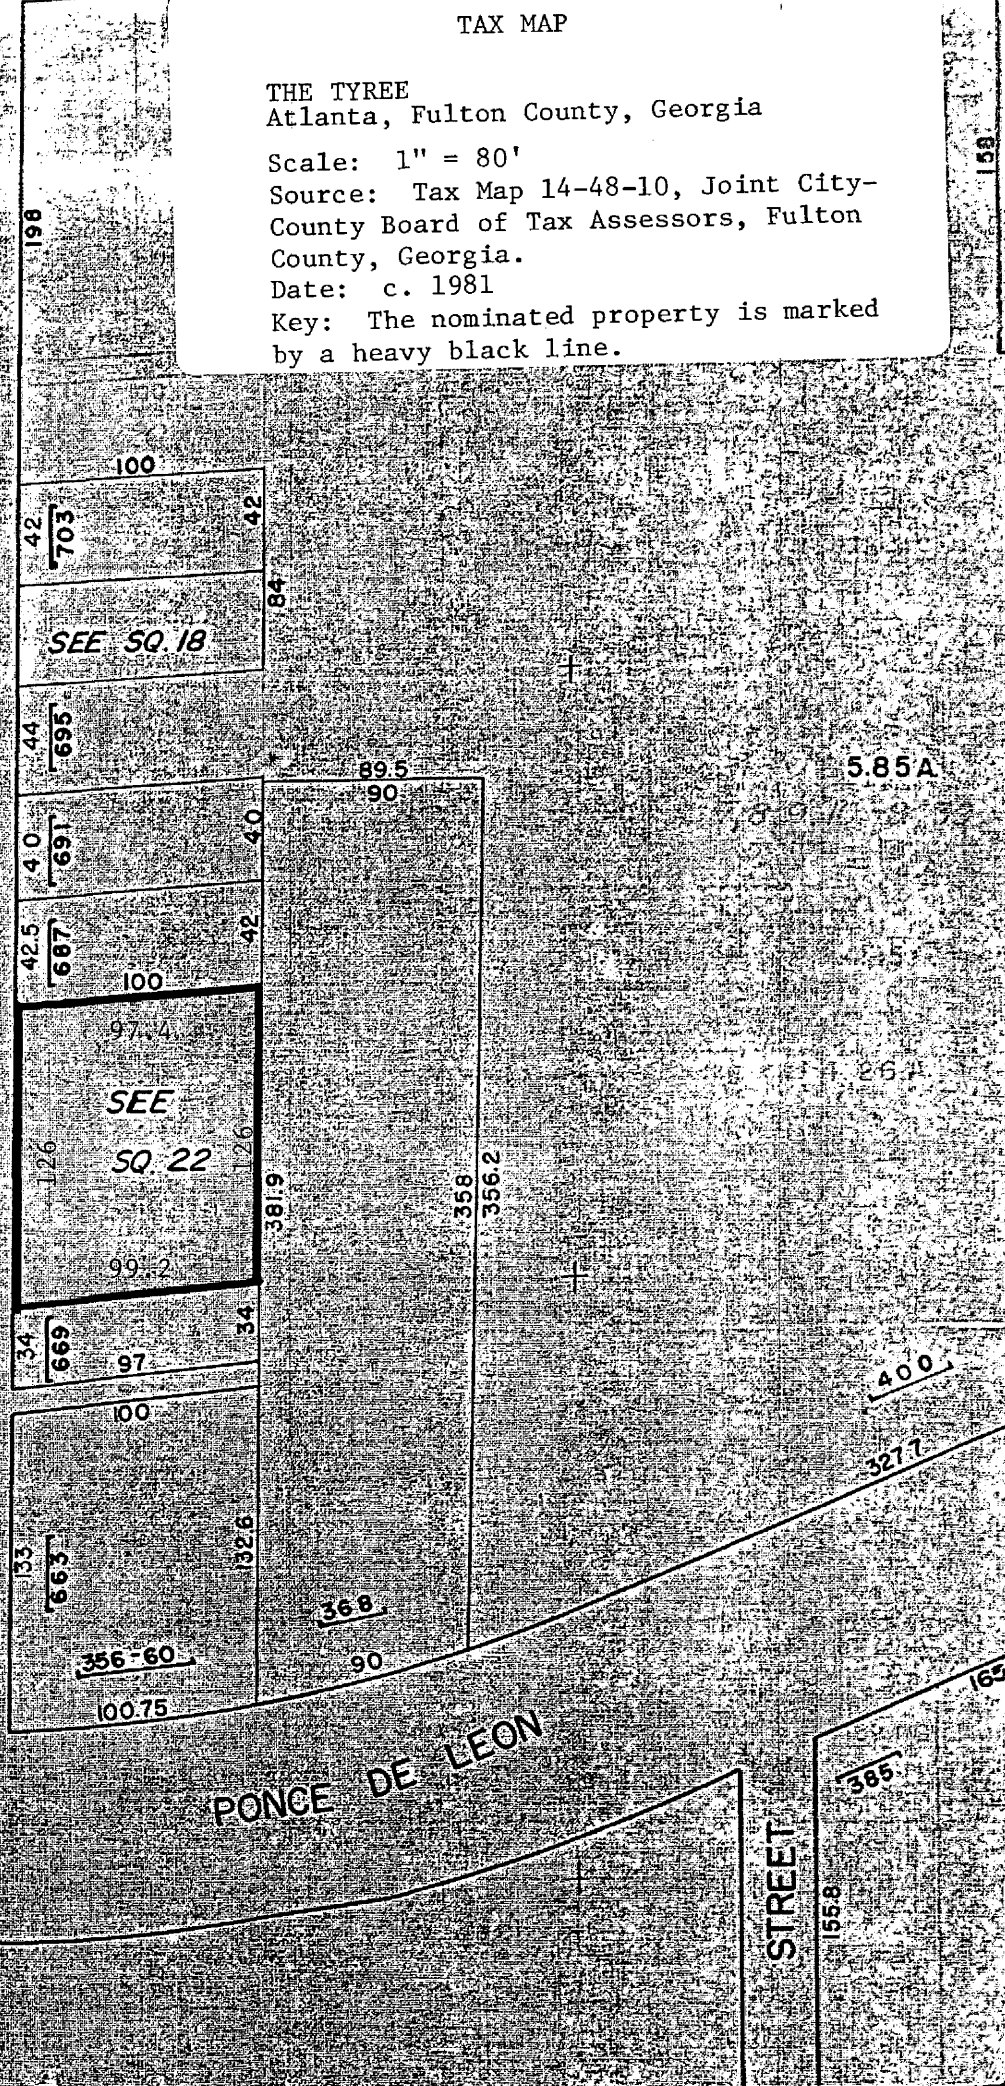 TAX MAP
THE TYREE
Atlanta, Fulton County, Georgia
Scale: 1" = 80'
Source: Tax Map 14-48-10, Joint City-
County Board of Tax Assessors, Fulton
County, Georgia.
Date: c. 1981
Key: The nominated property is marked
by a heavy black line.
198
159
100
42
703
42
84
SEE SQ. 18
44
695
89.5
90
5.85A
40
691
40
42.5
687
42
100
97.4
SEE
SQ. 22
126
126
99.2
381.9
358
356.2
34
669
34
97
100
400
327.7
133
663
132.6
368
356-60
90
100.75
165
PONCE DE LEON
385
STREET
155.8